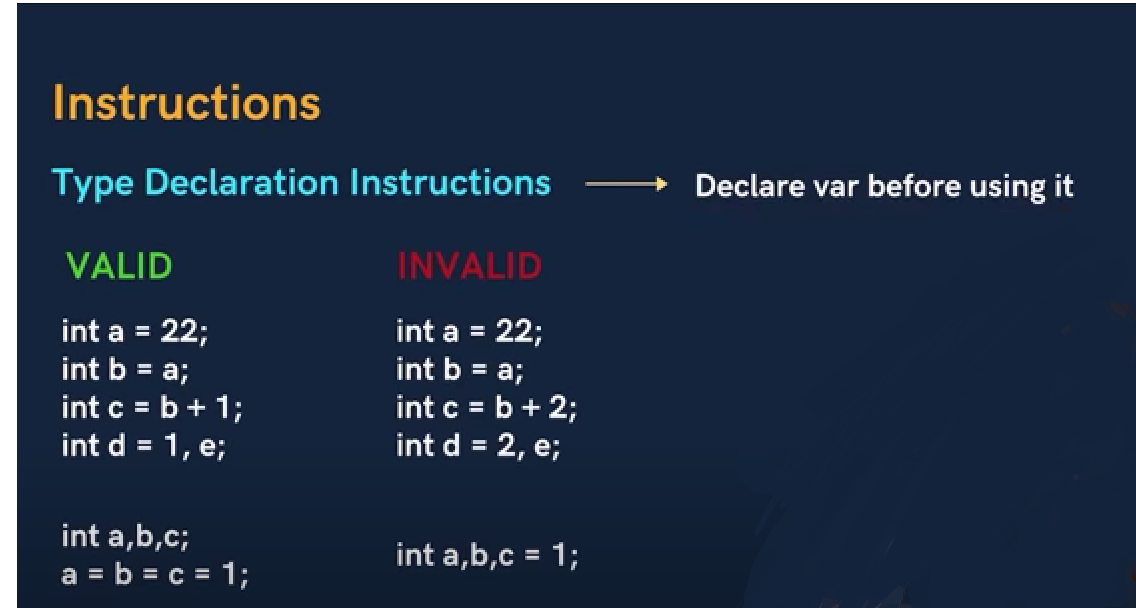 Instructions
Type Declaration Instructions → Declare var before using it
VALID
int a = 22;
int b = a;
int c = b + 1;
int d = 1, e;
int a,b,c;
a = b = c = 1;
INVALID
int a = 22;
int b = a;
int c = b + 2;
int d = 2, e;
int a,b,c = 1;